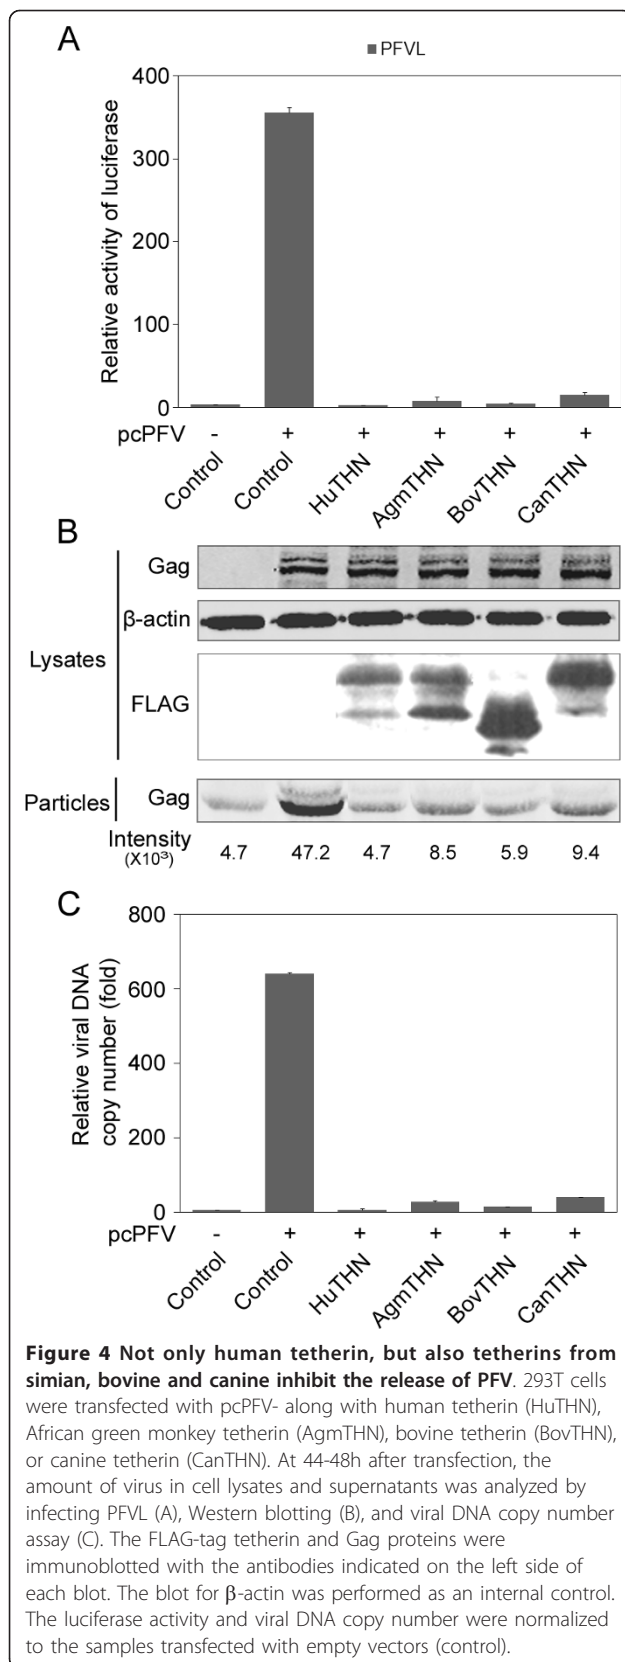 A
PFVL
400
300
200
100
0
Relative activity of luciferase
pcPFV - + + + + +
Control Control HuTHN AgmTHN BovTHN CanTHN
B
Lysates
Gag
β-actin
FLAG
Particles Gag
Intensity (X10³) 4.7 47.2 4.7 8.5 5.9 9.4
C
800
600
400
200
0
Relative viral DNA
copy number (fold)
pcPFV - + + + + +
Control Control HuTHN AgmTHN BovTHN CanTHN
Figure 4 Not only human tetherin, but also tetherins from
simian, bovine and canine inhibit the release of PFV. 293T cells
were transfected with pcPFV- along with human tetherin (HuTHN),
African green monkey tetherin (AgmTHN), bovine tetherin (BovTHN),
or canine tetherin (CanTHN). At 44-48h after transfection, the
amount of virus in cell lysates and supernatants was analyzed by
infecting PFVL (A), Western blotting (B), and viral DNA copy number
assay (C). The FLAG-tag tetherin and Gag proteins were
immunoblotted with the antibodies indicated on the left side of
each blot. The blot for β-actin was performed as an internal control.
The luciferase activity and viral DNA copy number were normalized
to the samples transfected with empty vectors (control).